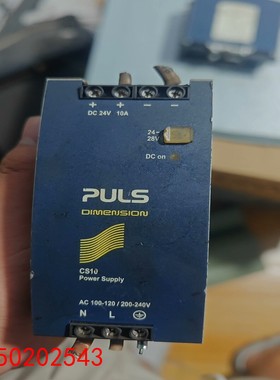 + + − −
DC 24V 10A
24-
28V
DC on
PULS
DIMENSION
CS10
Power Supply
AC 100-120 / 200-240V
N L
50202543